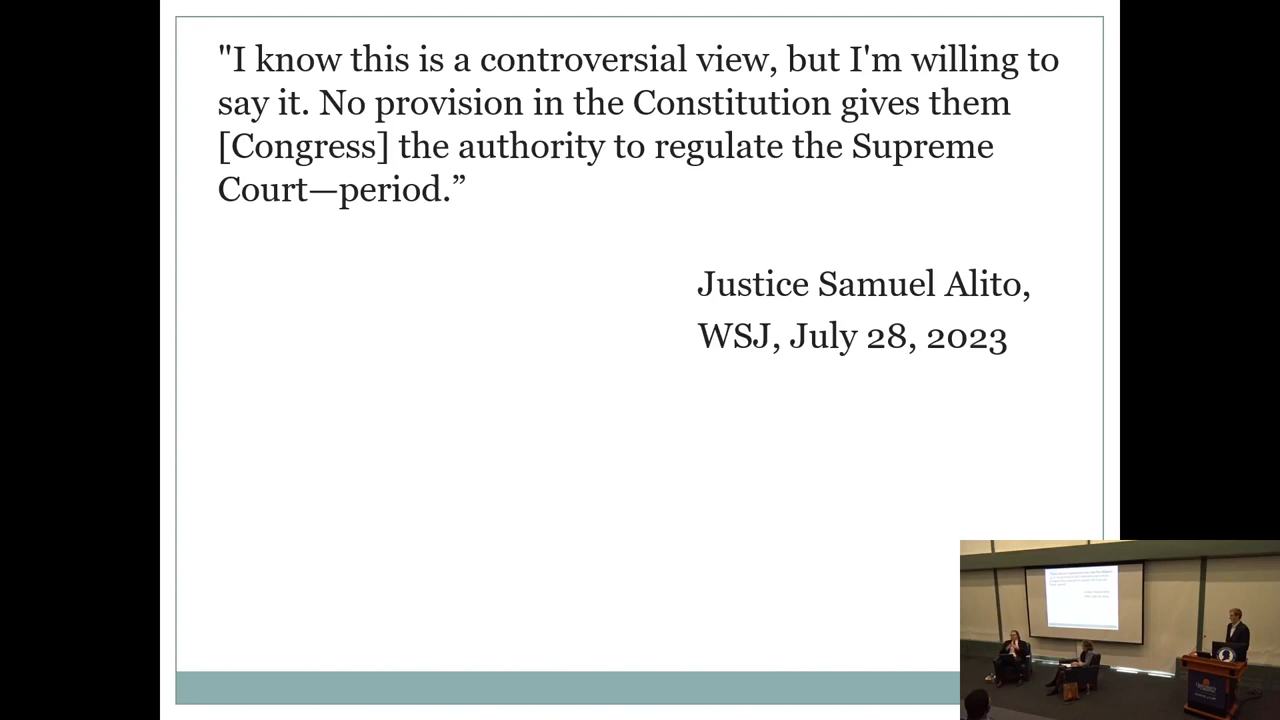 "I know this is a controversial view, but I'm willing to
say it. No provision in the Constitution gives them
[Congress] the authority to regulate the Supreme
Court—period.”
Justice Samuel Alito,
WSJ, July 28, 2023